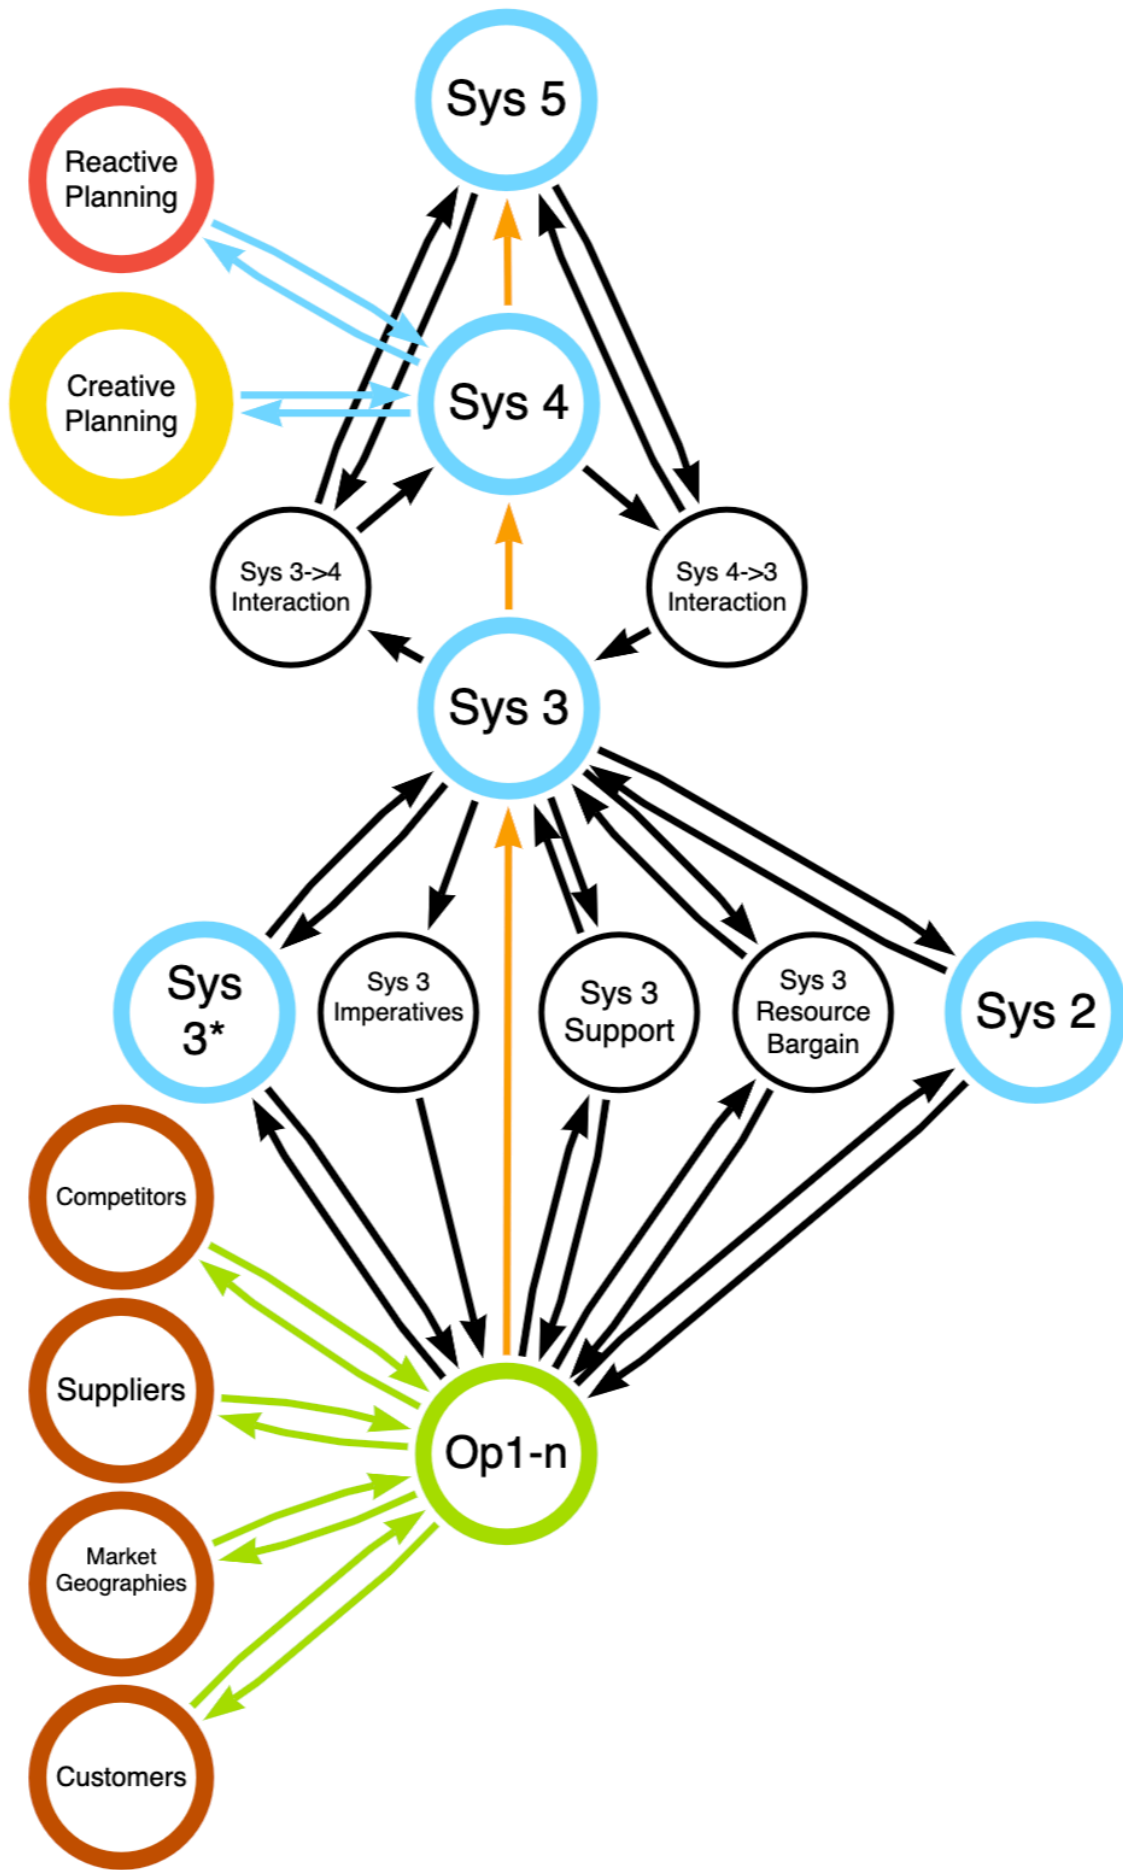 Sys 5
Reactive
Planning
Creative
Planning
Sys 4
Sys 3->4
Interaction
Sys 4->3
Interaction
Sys 3
Sys
3*
Sys 3
Imperatives
Sys 3
Support
Sys 3
Resource
Bargain
Sys 2
Competitors
Suppliers
Op1-n
Market
Geographies
Customers